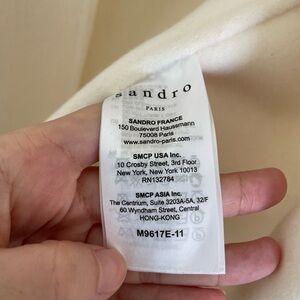 sandro
PARIS
SANDRO FRANCE
150 Boulevard Haussmann
75008 Paris
www.sandro-paris.com
SMCP USA Inc.
10 Crosby Street, 3rd Floor
New York, New York 10013
RN132784
SMCP ASIA Inc.
The Centrium, Suite 3203A-5A, 32/F
60 Wyndham Street, Central
HONG-KONG
M9617E-11